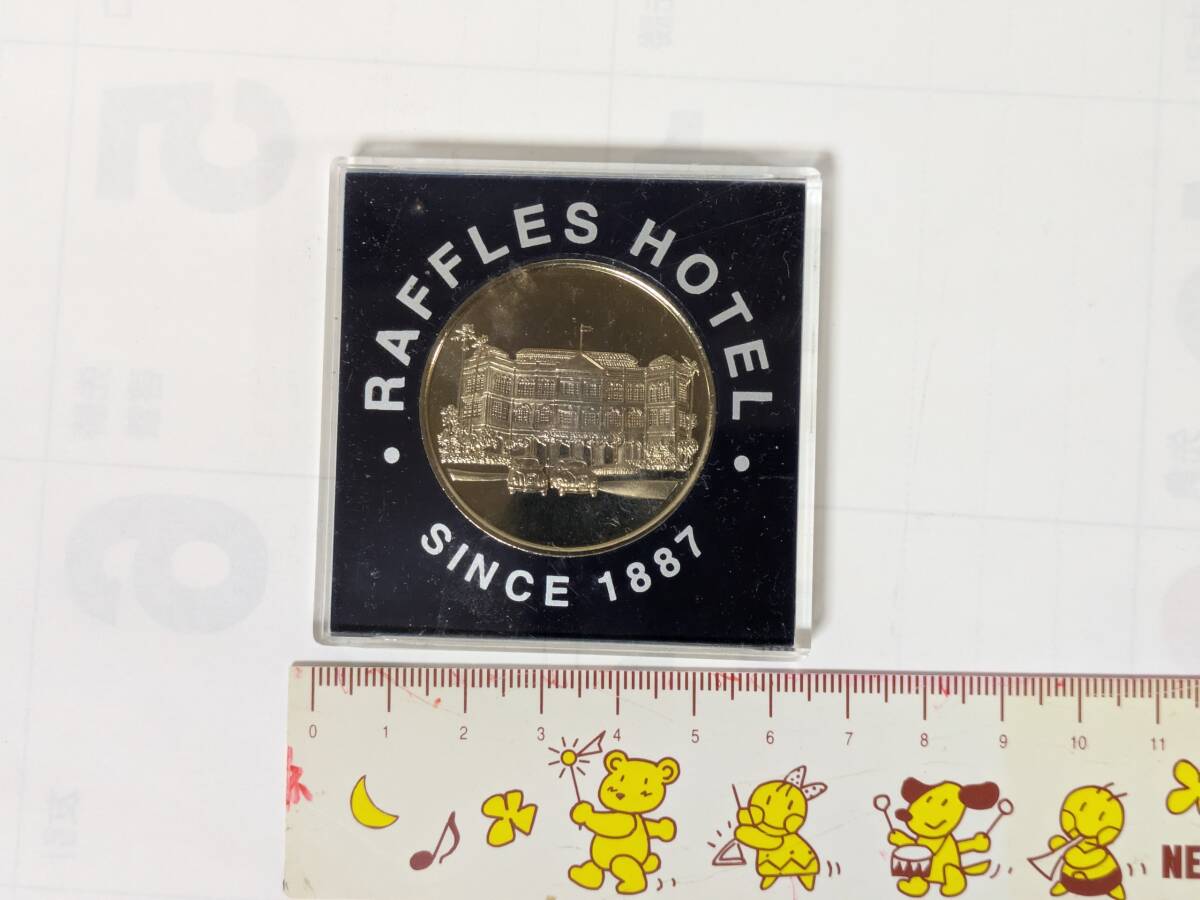 • RAFFLES HOTEL •
SINCE 1887
0 1 2 3 4 5 6 7 8 9 10 11
NE